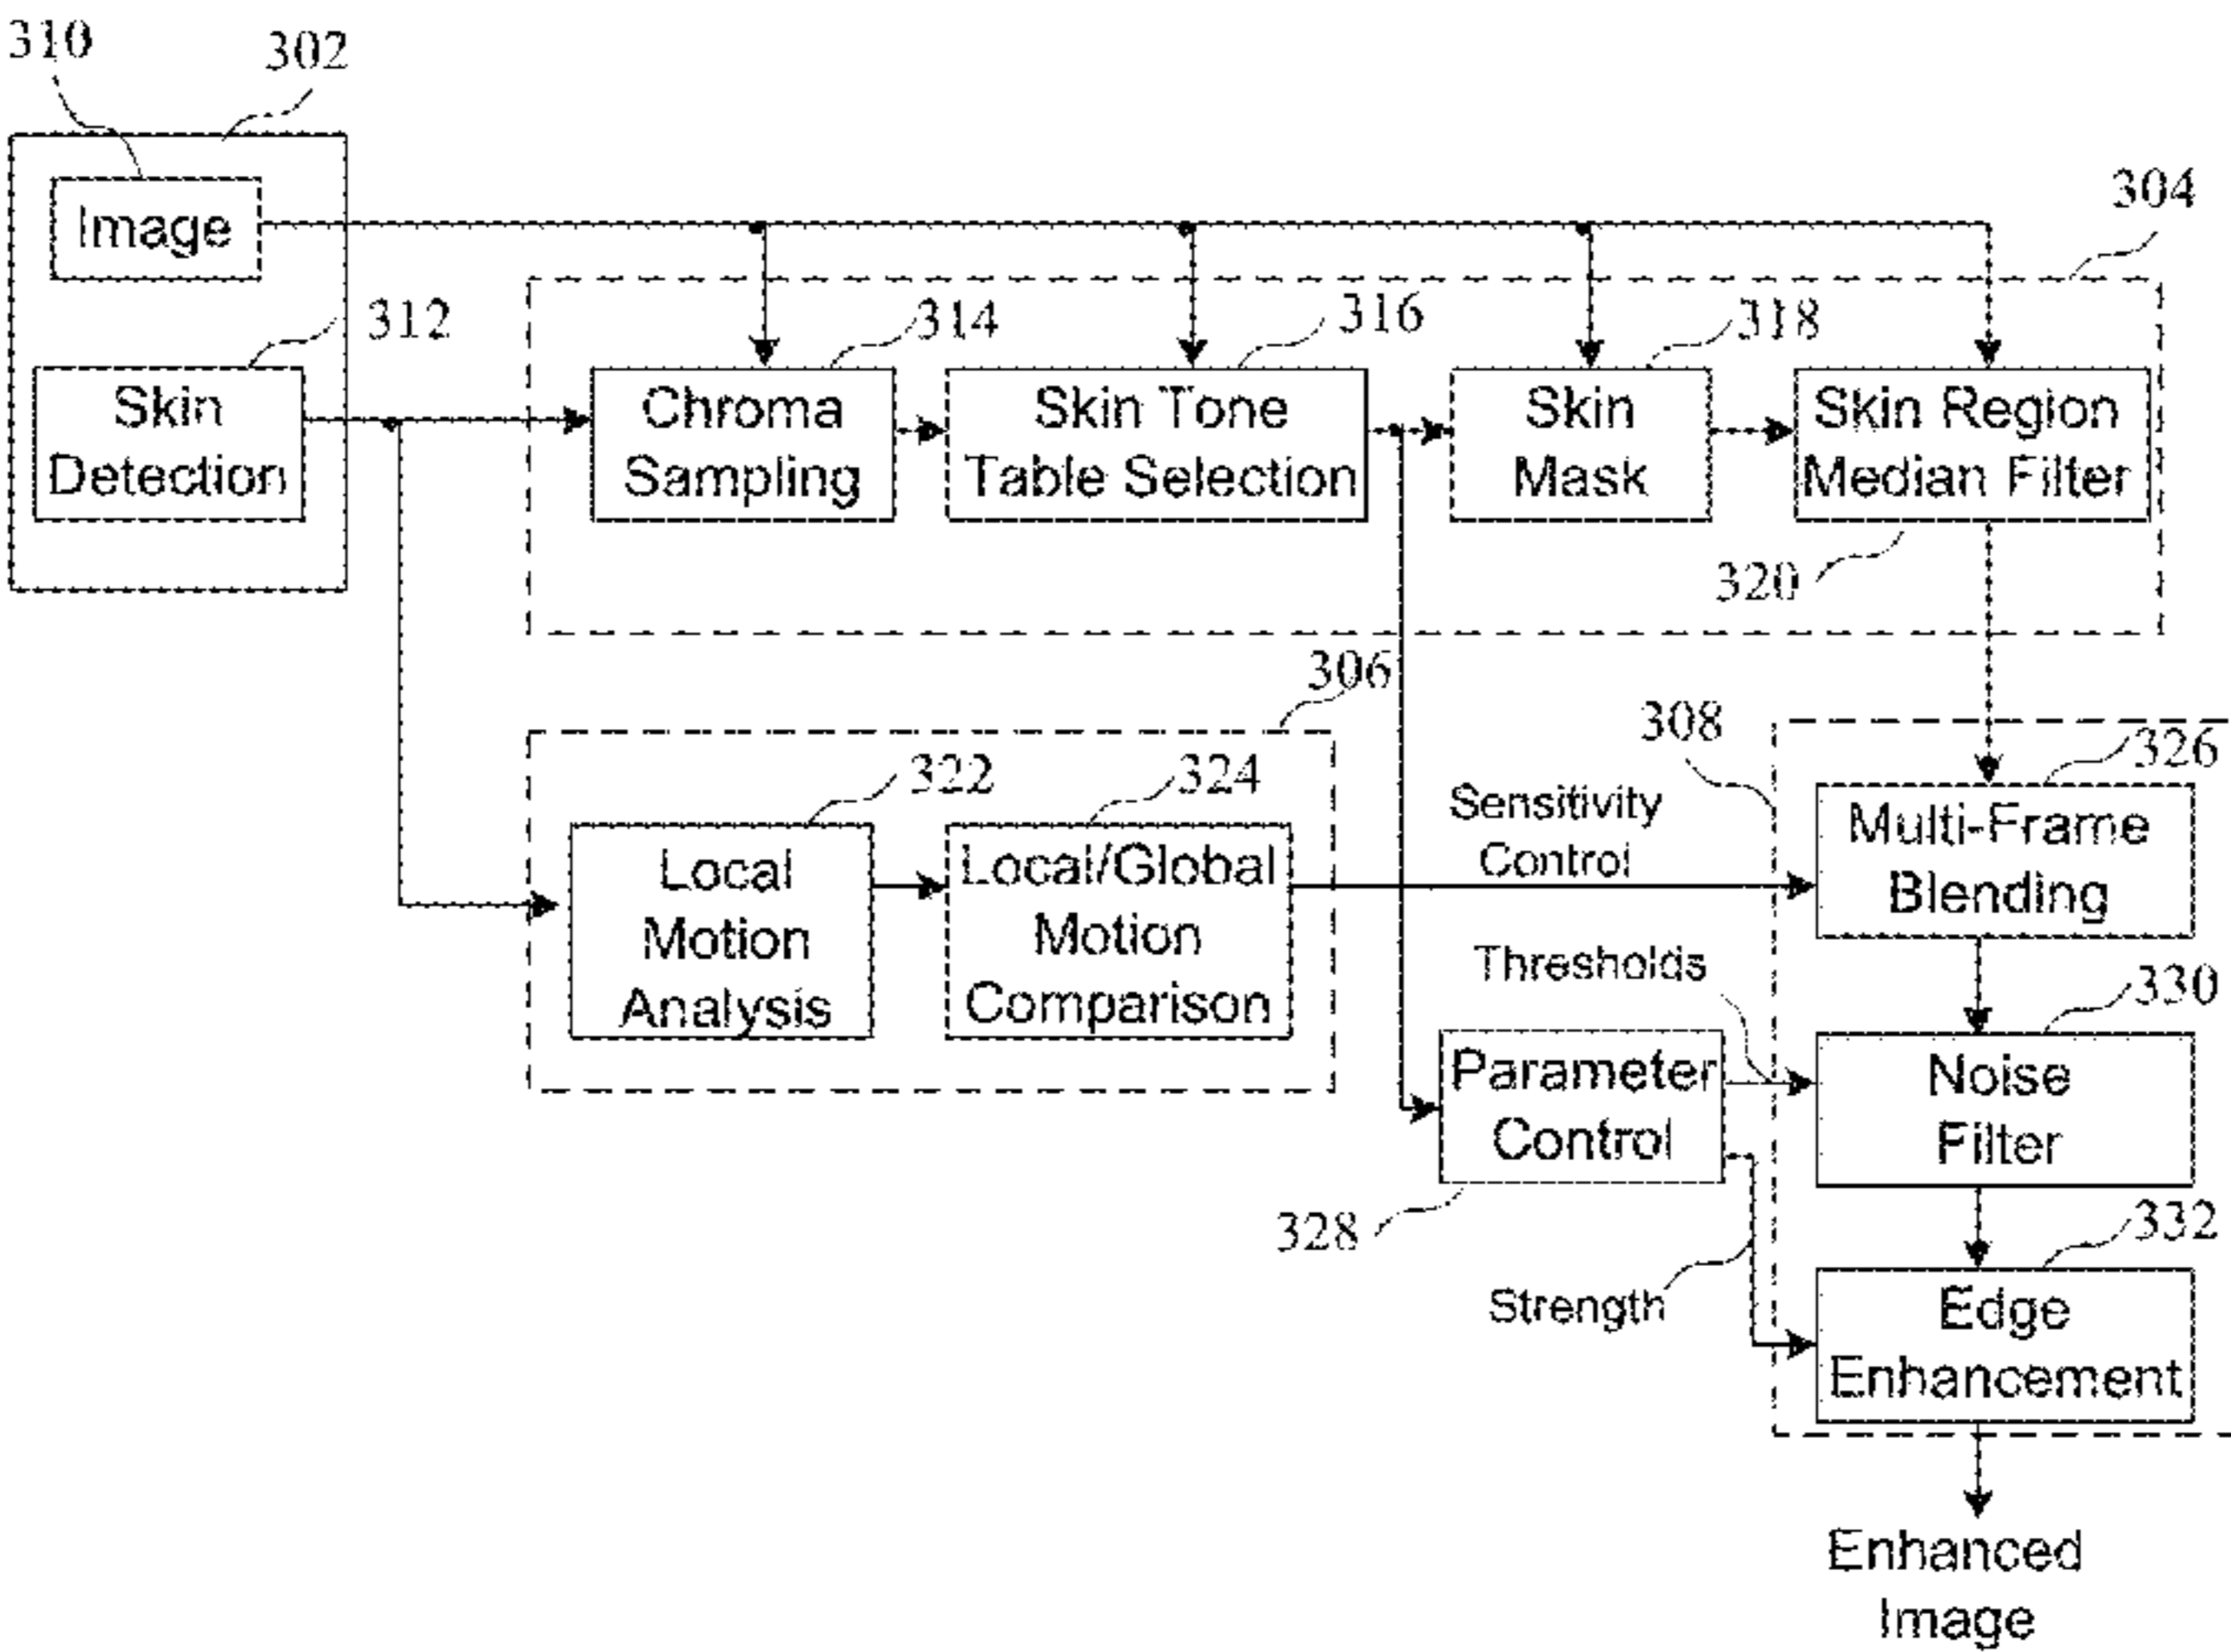 310
302
Image
304
312
314
316
318
Skin
Detection
Chroma
Sampling
Skin Tone
Table Selection
Skin
Mask
Skin Region
Median Filter
320
306
308
322
324
326
Local
Motion
Analysis
Local/Global
Motion
Comparison
Sensitivity
Control
Multi-Frame
Blending
Thresholds
330
Parameter
Control
Noise
Filter
328
332
Strength
Edge
Enhancement
Enhanced
Image